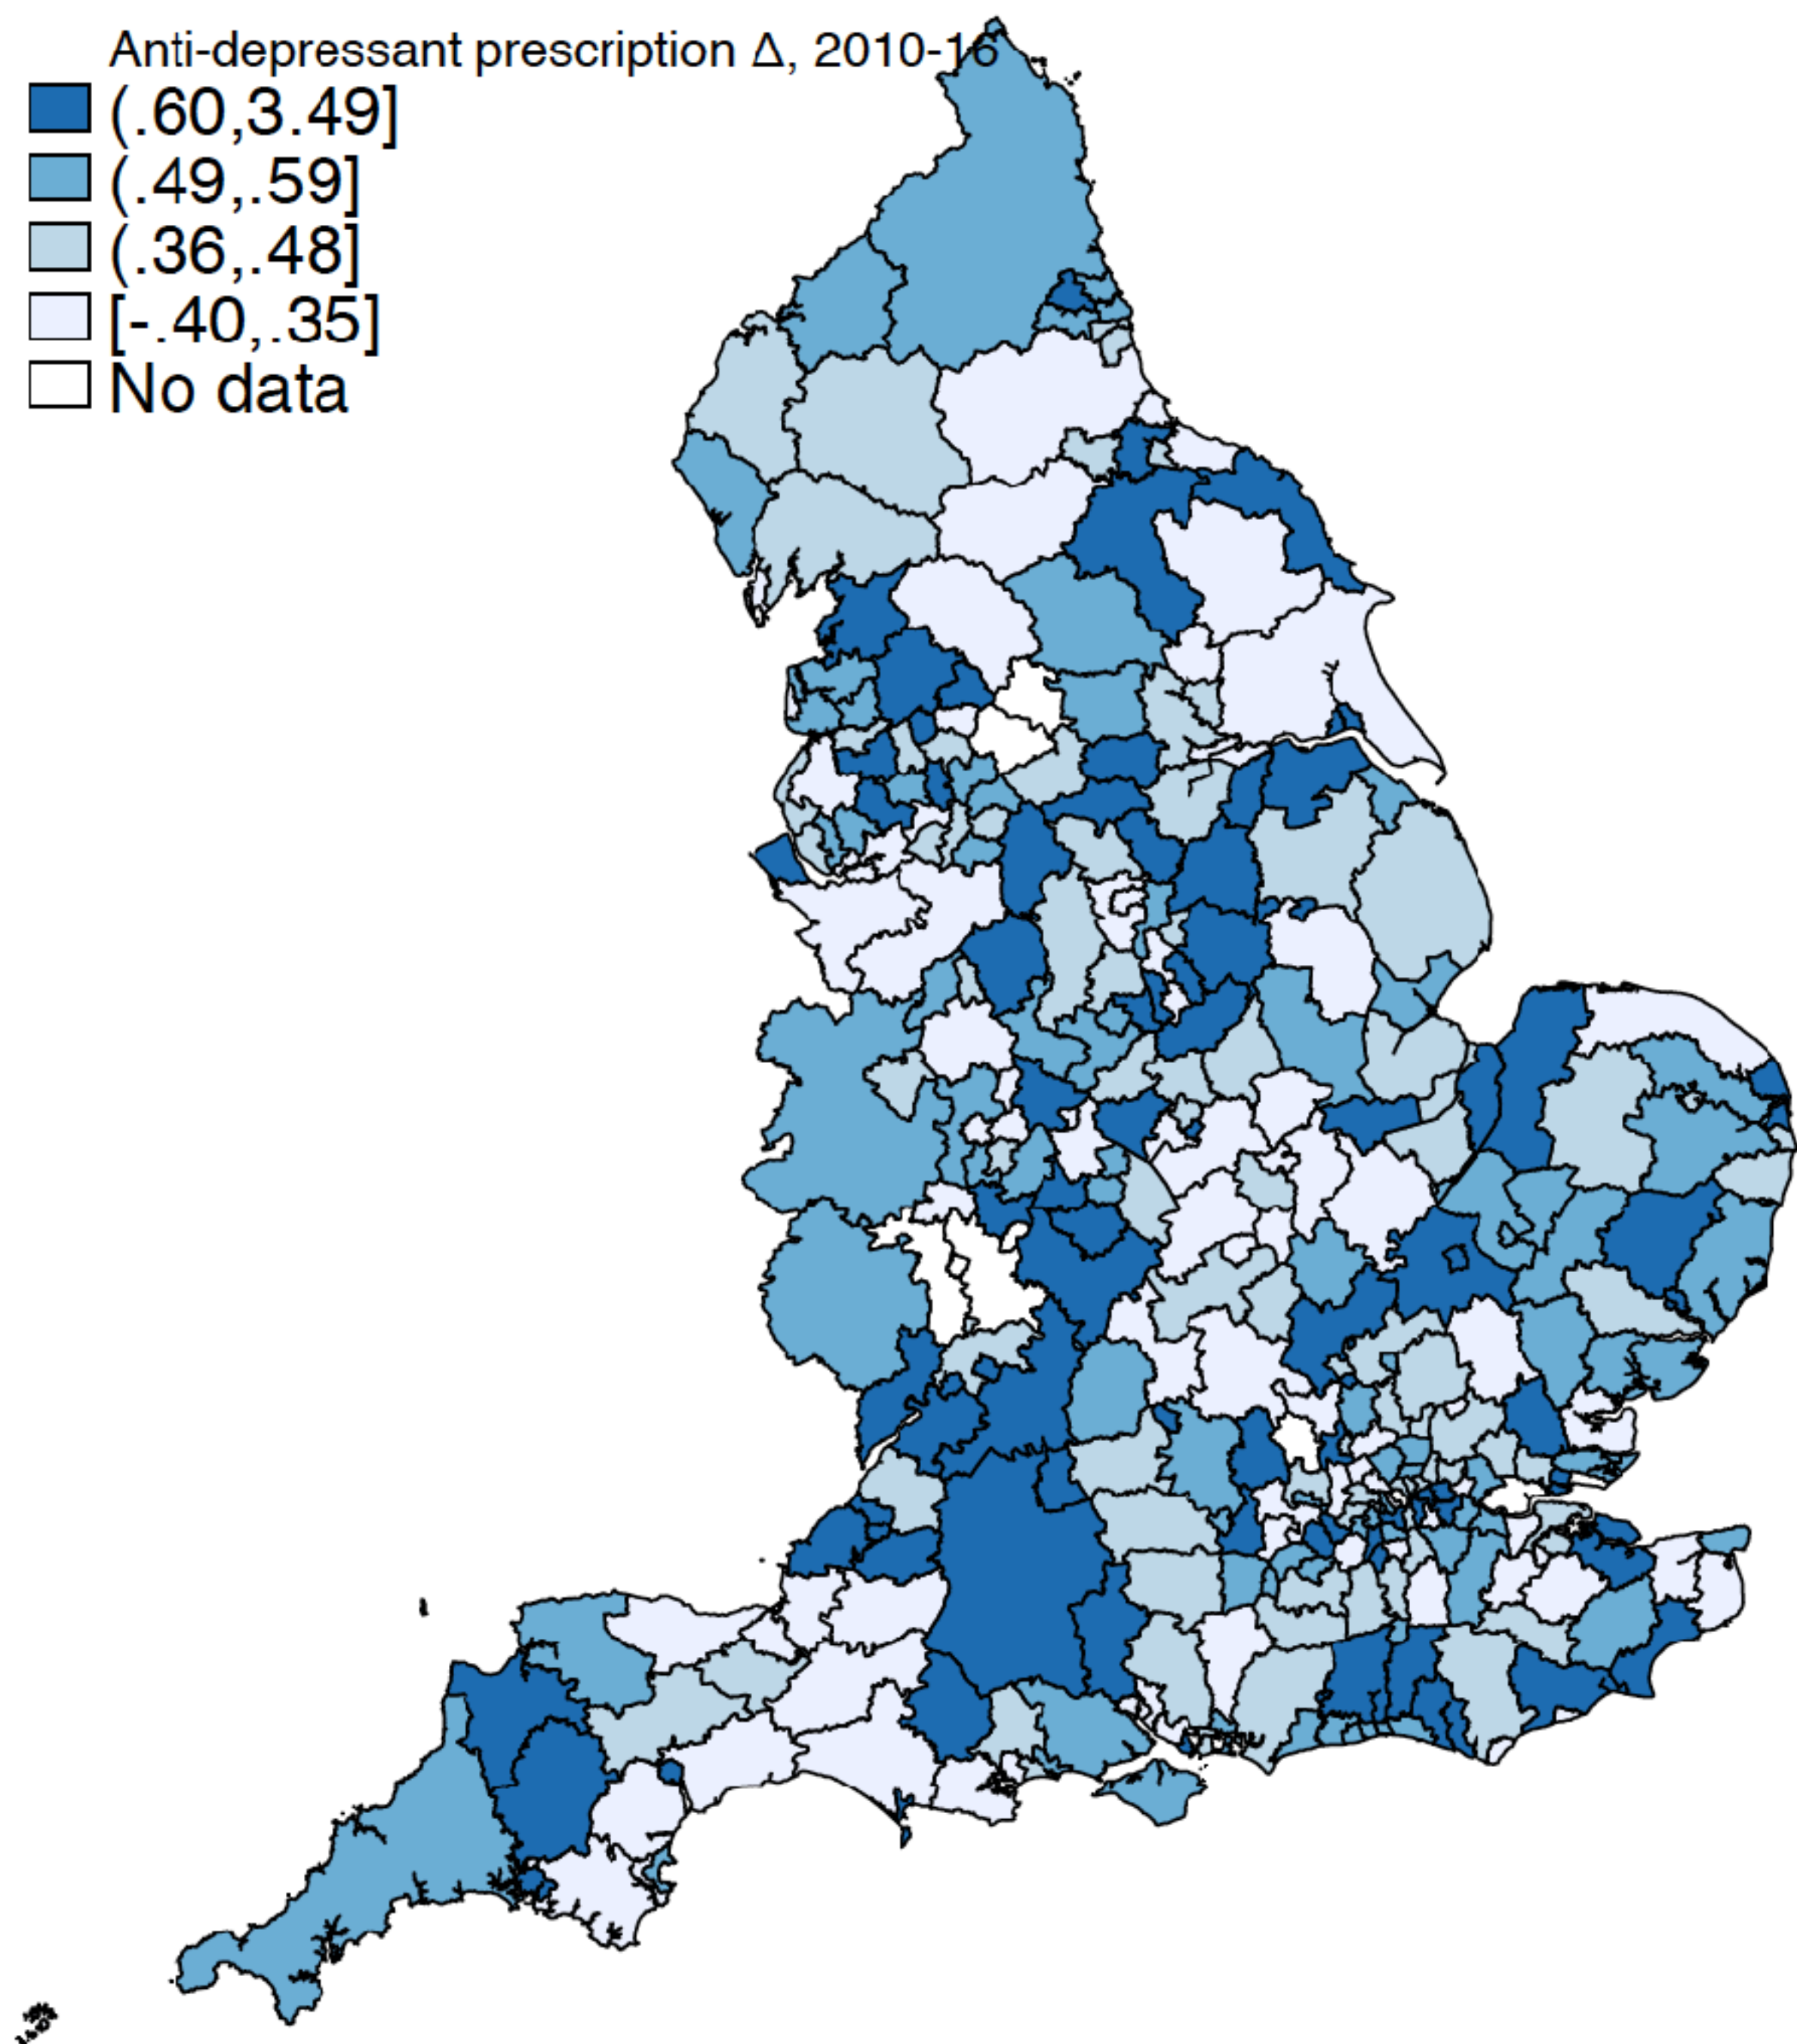 Anti-depressant prescription Δ, 2010-16
(.60,3.49]
(.49,.59]
(.36,.48]
[-.40,.35]
No data